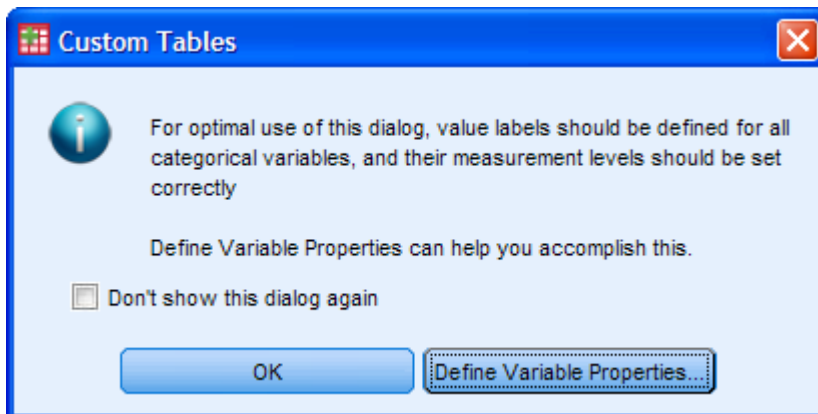 Custom Tables
For optimal use of this dialog, value labels should be defined for all
categorical variables, and their measurement levels should be set
correctly
Define Variable Properties can help you accomplish this.
Don't show this dialog again
OK
Define Variable Properties...